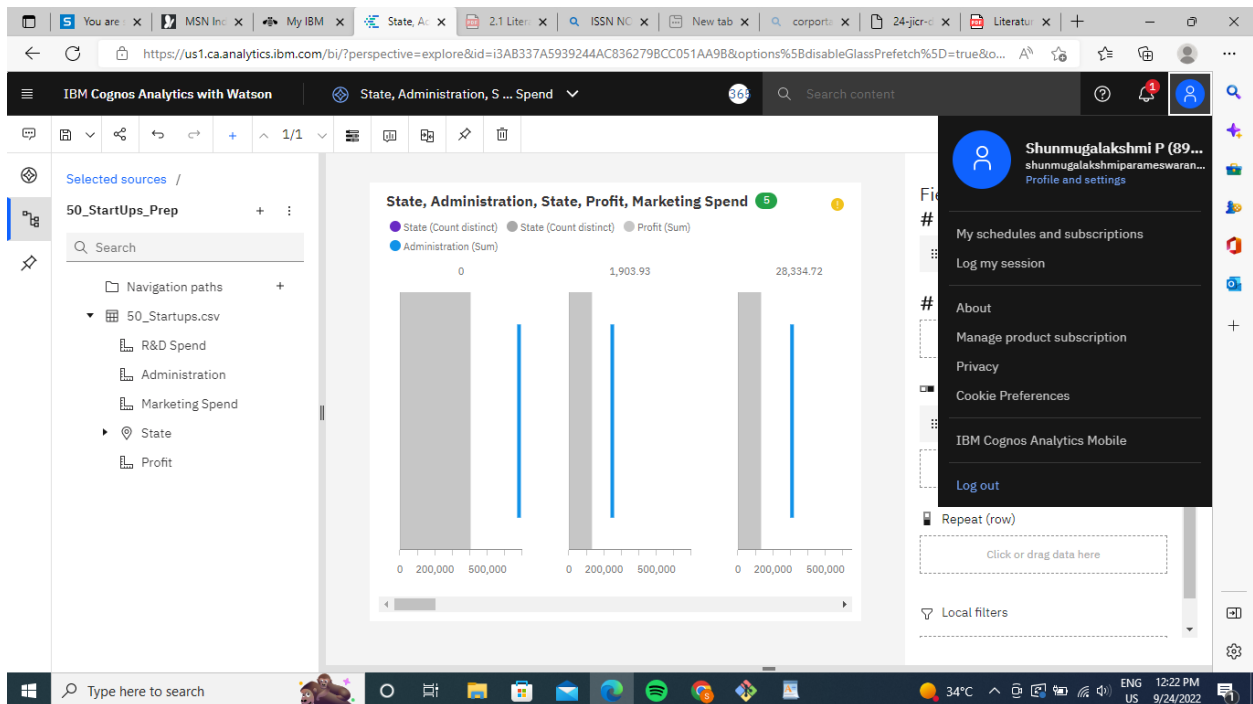 You are
MSN Inc
My IBM
State, Ac
2.1 Liter
ISSN NO
New tab
corporta
24-jicr-d
Literatur
https://us1.ca.analytics.ibm.com/bi/?perspective=explore&id=i3AB337A5939244AC836279BCC051AA9B&options%5BdisableGlassPrefetch%5D=true&o...
IBM Cognos Analytics with Watson
State, Administration, S ... Spend
Search content
1
1/1
Selected sources /
50_StartUps_Prep
Search
Navigation paths
50_Startups.csv
R&D Spend
Administration
Marketing Spend
State
Profit
State, Administration, State, Profit, Marketing Spend 5
State (Count distinct) State (Count distinct) Profit (Sum)
Administration (Sum)
0 1,903.93 28,334.72
0 200,000 500,000 0 200,000 500,000 0 200,000 500,000
Shunmugalakshmi P (89...
shunmugalakshmiparameswaran...
Profile and settings
My schedules and subscriptions
Log my session
About
Manage product subscription
Privacy
Cookie Preferences
IBM Cognos Analytics Mobile
Log out
Repeat (row)
Click or drag data here
Local filters
Type here to search
34°C
ENG
US
12:22 PM
9/24/2022